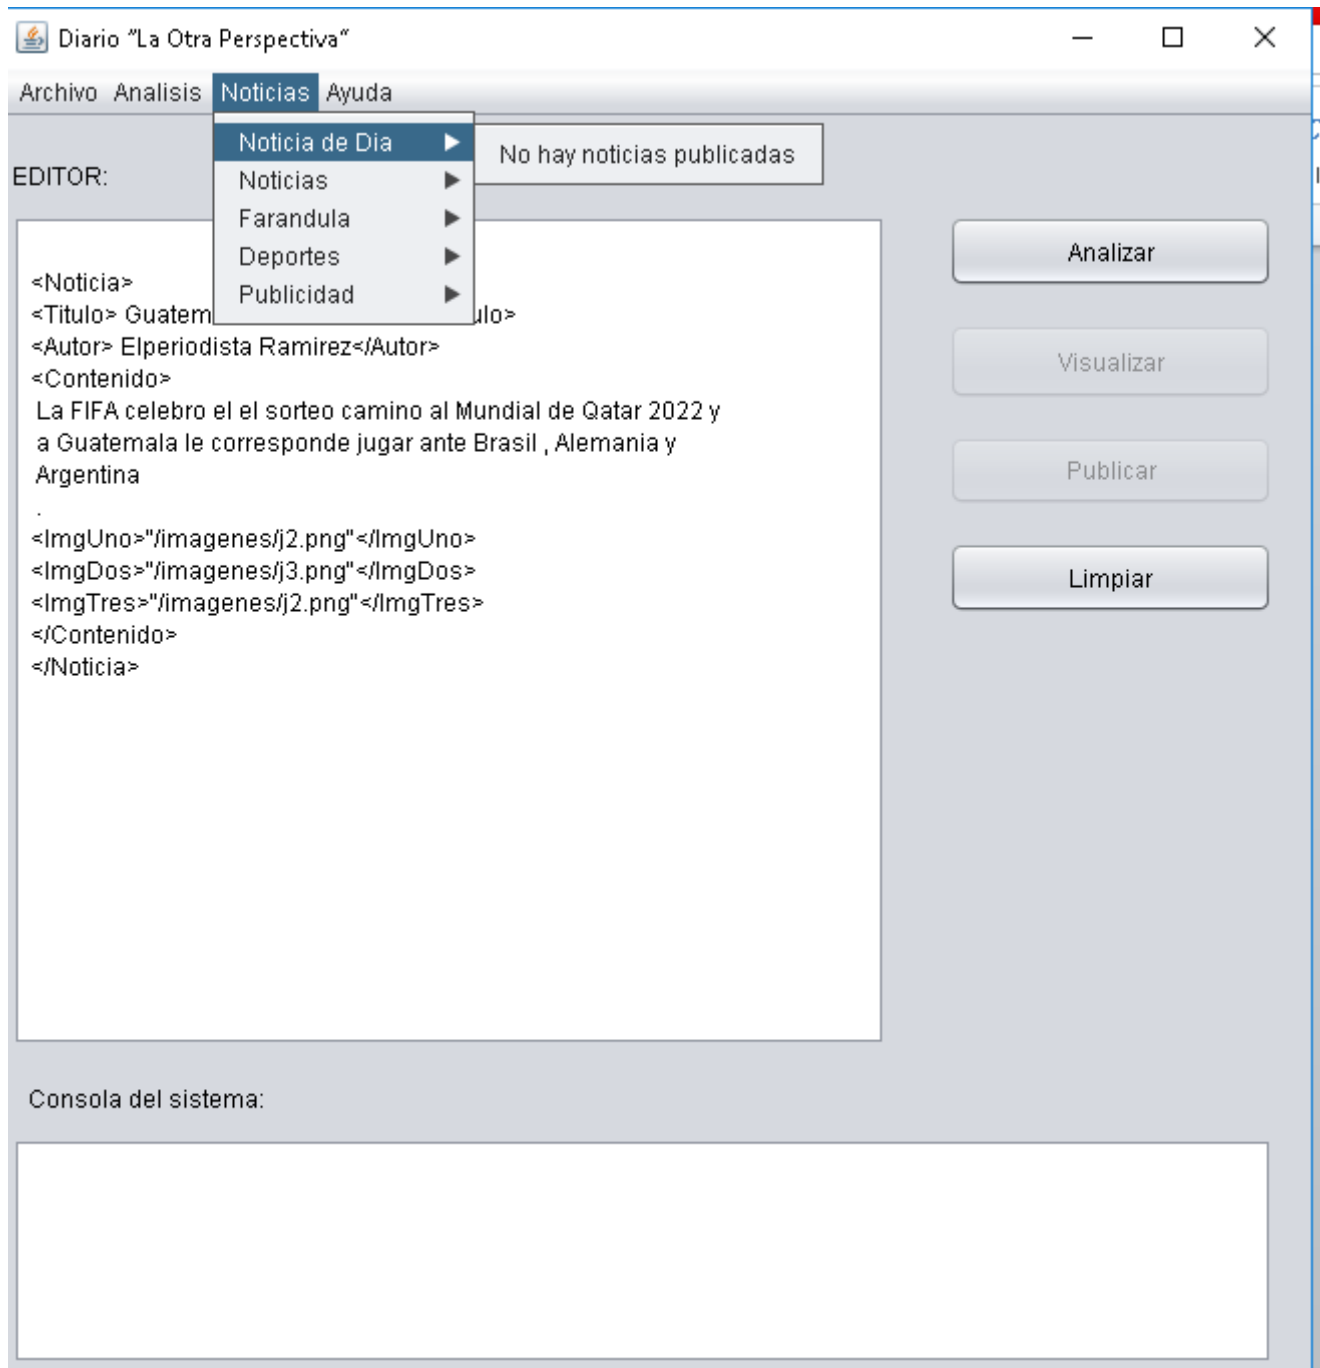 Diario "La Otra Perspectiva"
Archivo Analisis Noticias Ayuda
Noticia de Dia
No hay noticias publicadas
Noticias
Farandula
Deportes
Publicidad
EDITOR:
<Noticia>
<Titulo> Guatem ulo>
<Autor> Elperiodista Ramirez</Autor>
<Contenido>
La FIFA celebro el el sorteo camino al Mundial de Qatar 2022 y
a Guatemala le corresponde jugar ante Brasil , Alemania y
Argentina
.
<ImgUno>"/imagenes/j2.png"</ImgUno>
<ImgDos>"/imagenes/j3.png"</ImgDos>
<ImgTres>"/imagenes/j2.png"</ImgTres>
</Contenido>
</Noticia>
Analizar
Visualizar
Publicar
Limpiar
Consola del sistema: